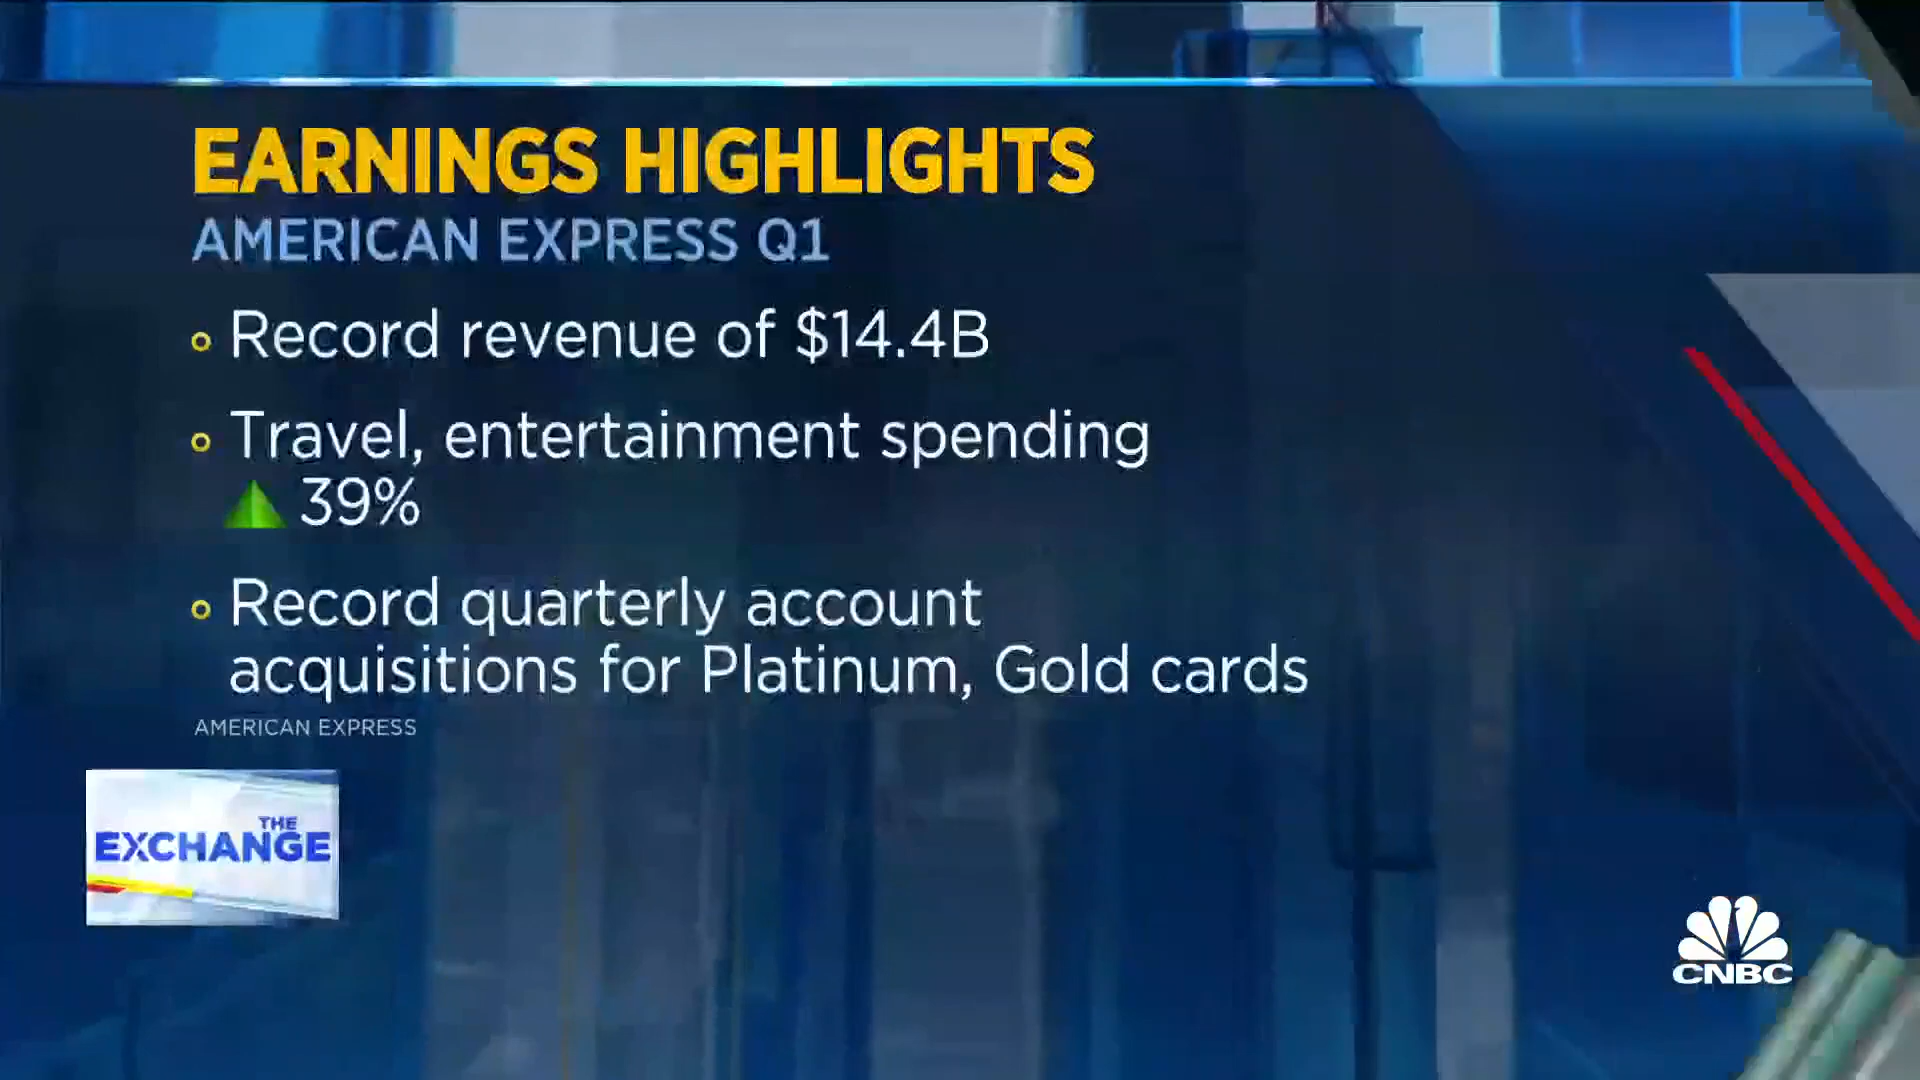 EARNINGS HIGHLIGHTS
AMERICAN EXPRESS Q1
Record revenue of $14.4B
Travel, entertainment spending
39%
Record quarterly account
acquisitions for Platinum, Gold cards
AMERICAN EXPRESS
THE
EXCHANGE
CNBC